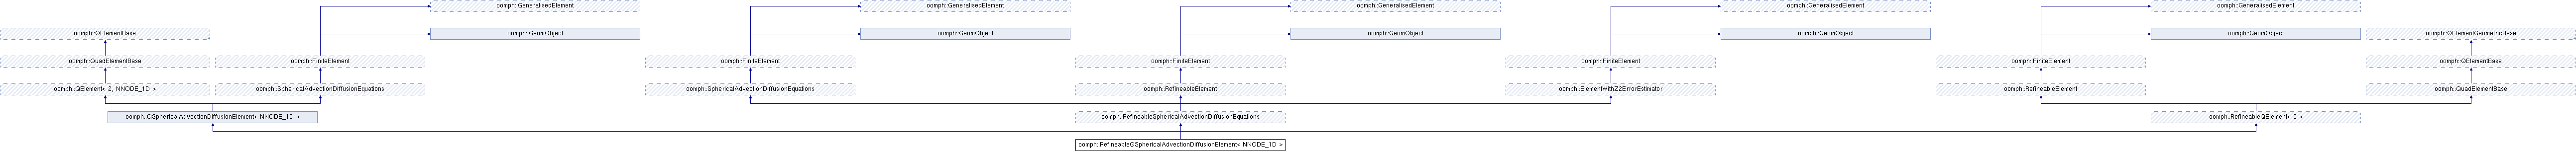 oomph::GeneralisedElement oomph::GeneralisedElement oomph::GeneralisedElement oomph::GeneralisedElement oomph::GeneralisedElement
oomph::QElementBase oomph::GeomObject oomph::GeomObject oomph::GeomObject oomph::GeomObject oomph::GeomObject oomph::QElementGeometricBase
oomph::QuadElementBase oomph::FiniteElement oomph::FiniteElement oomph::FiniteElement oomph::FiniteElement oomph::FiniteElement oomph::QElementBase
oomph::QElement< 2, NNODE_1D > oomph::SphericalAdvectionDiffusionEquations oomph::SphericalAdvectionDiffusionEquations oomph::RefineableElement oomph::ElementWithZ2ErrorEstimator oomph::RefineableElement oomph::QuadElementBase
oomph::QSphericalAdvectionDiffusionElement< NNODE_1D > oomph::RefineableSphericalAdvectionDiffusionEquations oomph::RefineableQElement< 2 >
oomph::RefineableQSphericalAdvectionDiffusionElement< NNODE_1D >